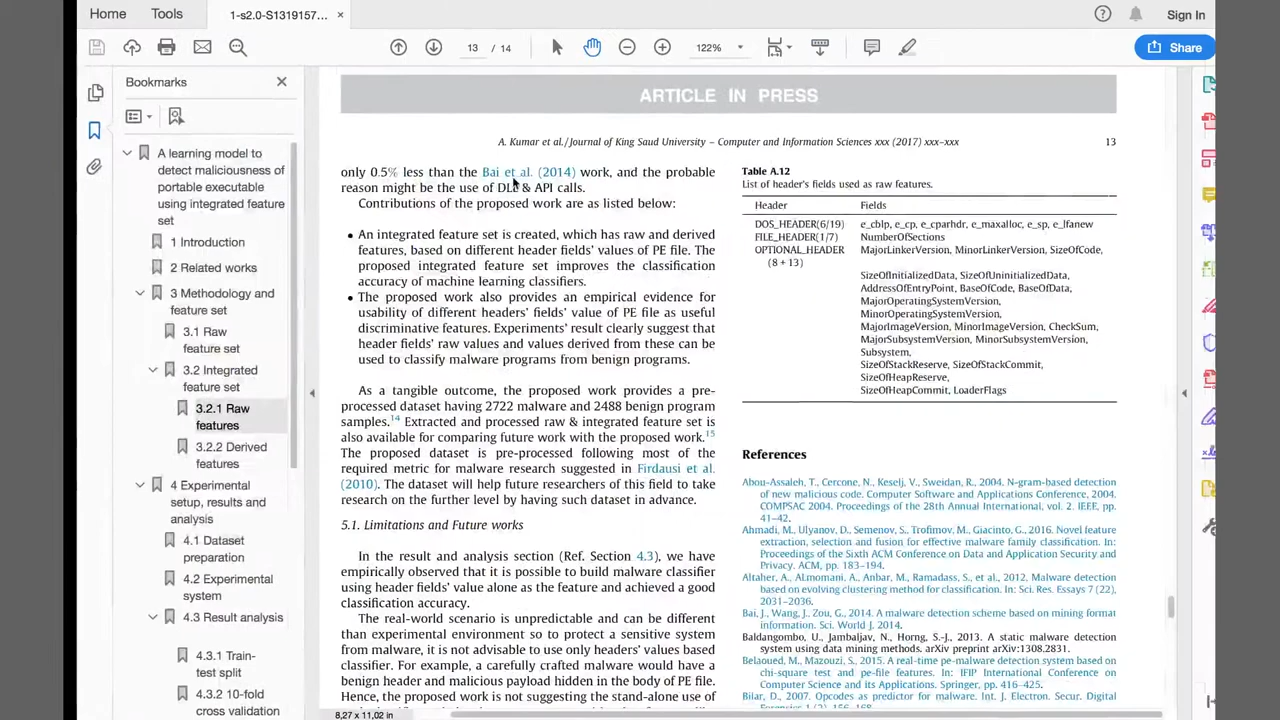 Home
Tools
1-s2.0-S1319157...
×
Sign In
13 / 14
122%
Share
Bookmarks
A learning model to
detect maliciousness of
portable executable
using integrated feature
set
1 Introduction
2 Related works
3 Methodology and
feature set
3.1 Raw
feature set
3.2 Integrated
feature set
3.2.1 Raw
features
3.2.2 Derived
features
4 Experimental
setup, results and
analysis
4.1 Dataset
preparation
4.2 Experimental
system
4.3 Result analysis
4.3.1 Train-
test split
4.3.2 10-fold
cross validation
ARTICLE IN PRESS
A. Kumar et al. / Journal of King Saud University – Computer and Information Sciences xxx (2017) xxx–xxx
13
only 0.5% less than the Bai et al. (2014) work, and the probable
reason might be the use of DLL & API calls.
Contributions of the proposed work are as listed below:
• An integrated feature set is created, which has raw and derived
features, based on different header fields' values of PE file. The
proposed integrated feature set improves the classification
accuracy of machine learning classifiers.
• The proposed work also provides an empirical evidence for
usability of different headers' fields' value of PE file as useful
discriminative features. Experiments' result clearly suggest that
header fields' raw values and values derived from these can be
used to classify malware programs from benign programs.
As a tangible outcome, the proposed work provides a pre-
processed dataset having 2722 malware and 2488 benign program
samples.14 Extracted and processed raw & integrated feature set is
also available for comparing future work with the proposed work.15
The proposed dataset is pre-processed following most of the
required metric for malware research suggested in Firdausi et al.
(2010). The dataset will help future researchers of this field to take
research on the further level by having such dataset in advance.
5.1. Limitations and Future works
In the result and analysis section (Ref. Section 4.3), we have
empirically observed that it is possible to build malware classifier
using header fields' value alone as the feature and achieved a good
classification accuracy.
The real-world scenario is unpredictable and can be different
than experimental environment so to protect a sensitive system
from malware, it is not advisable to use only headers' values based
classifier. For example, a carefully crafted malware would have a
benign header and malicious payload hidden in the body of PE file.
Hence, the proposed work is not suggesting the stand-alone use of
Table A.12
List of header's fields used as raw features.
Header Fields
DOS_HEADER(6/19) e_cblp, e_cp, e_cparhdr, e_maxalloc, e_sp, e_lfanew
FILE_HEADER(1/7) NumberOfSections
OPTIONAL_HEADER MajorLinkerVersion, MinorLinkerVersion, SizeOfCode,
(8 + 13)
SizeOfInitializedData, SizeOfUninitializedData,
AddressOfEntryPoint, BaseOfCode, BaseOfData,
MajorOperatingSystemVersion,
MinorOperatingSystemVersion,
MajorImageVersion, MinorImageVersion, CheckSum,
MajorSubsystemVersion, MinorSubsystemVersion,
Subsystem,
SizeOfStackReserve, SizeOfStackCommit,
SizeOfHeapReserve,
SizeOfHeapCommit, LoaderFlags
References
Abou-Assaleh, T., Cercone, N., Keselj, V., Sweidan, R., 2004. N-gram-based detection
of new malicious code. Computer Software and Applications Conference, 2004.
COMPSAC 2004. Proceedings of the 28th Annual International, vol. 2. IEEE, pp.
41–42.
Ahmadi, M., Ulyanov, D., Semenov, S., Trofimov, M., Giacinto, G., 2016. Novel feature
extraction, selection and fusion for effective malware family classification. In:
Proceedings of the Sixth ACM Conference on Data and Application Security and
Privacy. ACM, pp. 183–194.
Altaher, A., ALmomani, A., Anbar, M., Ramadass, S., et al., 2012, Malware detection
based on evolving clustering method for classification. In: Sci. Res. Essays 7 (22),
2031–2036.
Bai, J., Wang, J., Zou, G., 2014. A malware detection scheme based on mining format
information. Sci. World J. 2014.
Baldangombo, U., Jambaljav, N., Horng, S.-J., 2013. A static malware detection
system using data mining methods. arXiv preprint arXiv:1308.2831.
Belaoued, M., Mazouzi, S., 2015. A real-time pe-malware detection system based on
chi-square test and pe-file features. In: IFIP International Conference on
Computer Science and its Applications. Springer, pp. 416–425.
Bilar, D., 2007. Opcodes as predictor for malware. Int. J. Electron. Secur. Digital
8,27 x 11,02 in